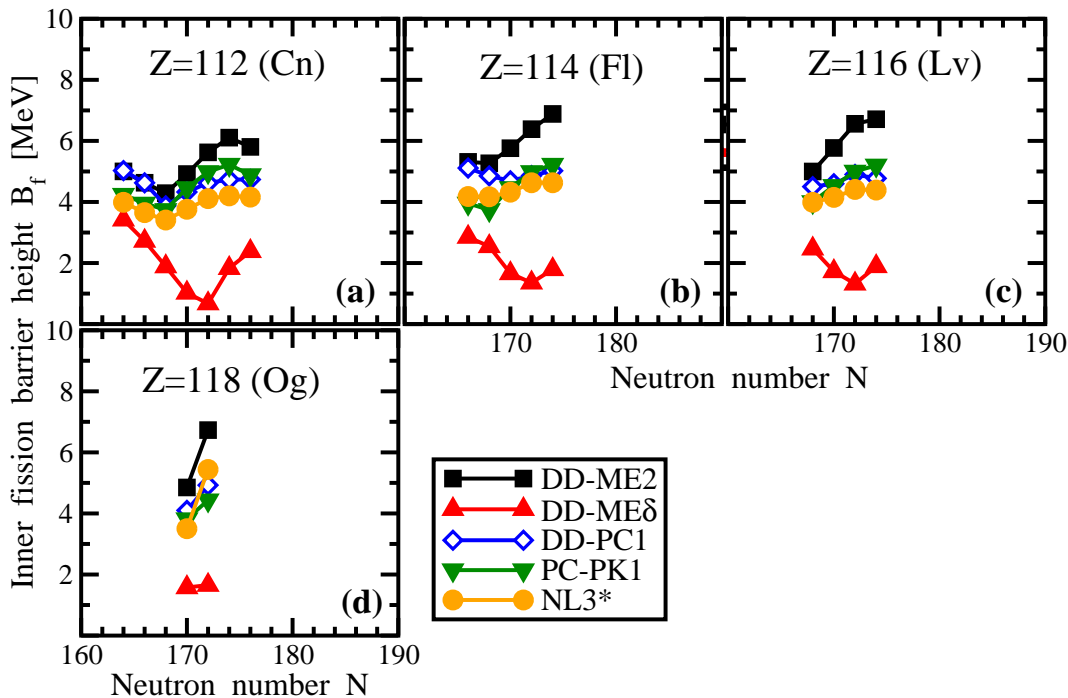 Inner fission barrier height B_f [MeV]
10
8
6
4
2
Z=112 (Cn)
(a)
Z=114 (Fl)
(b)
170
180
Z=116 (Lv)
(c)
170
180
190
Neutron number N
10
8
6
4
2
Z=118 (Og)
(d)
160
170
180
190
Neutron number N
DD-ME2
DD-MEδ
DD-PC1
PC-PK1
NL3*